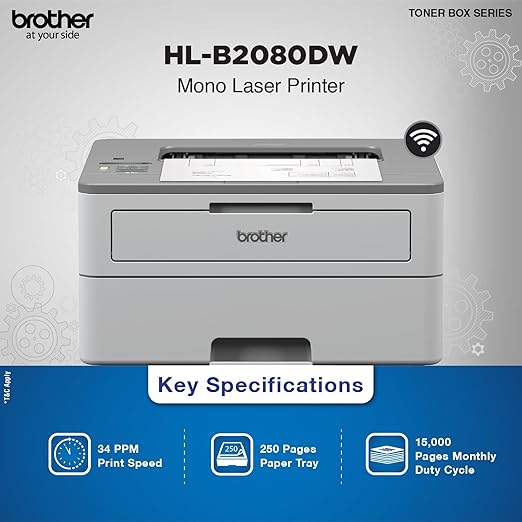 brother
at your side
TONER BOX SERIES
HL-B2080DW
Mono Laser Printer
brother
*T&C Apply
Key Specifications
34 PPM
Print Speed
250
250 Pages
Paper Tray
15,000
Pages Monthly
Duty Cycle